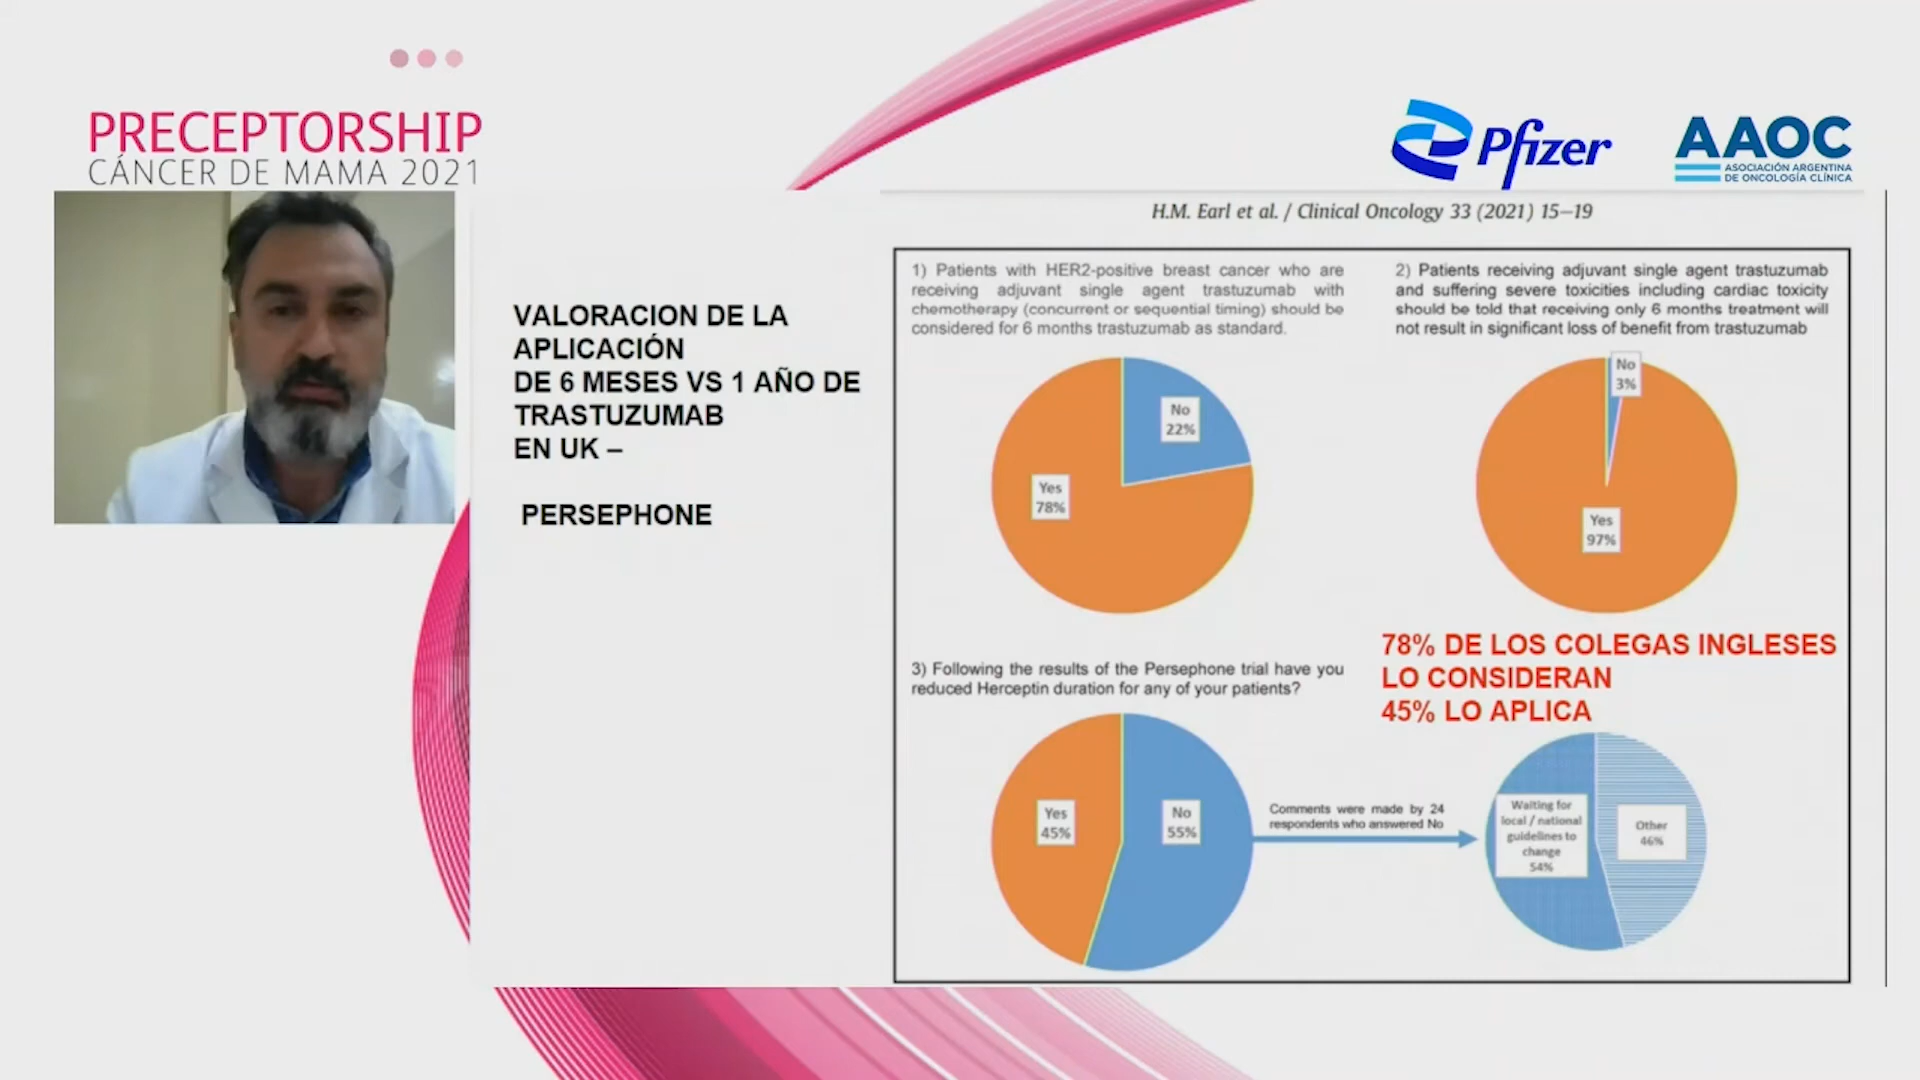 PRECEPTORSHIP
CÁNCER DE MAMA 2021
Pfizer
AAOC
ASOCIACIÓN ARGENTINA
DE ONCOLOGÍA CLÍNICA
VALORACION DE LA
APLICACIÓN
DE 6 MESES VS 1 AÑO DE
TRASTUZUMAB
EN UK –
PERSEPHONE
H.M. Earl et al. / Clinical Oncology 33 (2021) 15–19
1) Patients with HER2-positive breast cancer who are
receiving adjuvant single agent trastuzumab with
chemotherapy (concurrent or sequential timing) should be
considered for 6 months trastuzumab as standard.
No
22%
Yes
78%
2) Patients receiving adjuvant single agent trastuzumab
and suffering severe toxicities including cardiac toxicity
should be told that receiving only 6 months treatment will
not result in significant loss of benefit from trastuzumab
No
3%
Yes
97%
78% DE LOS COLEGAS INGLESES
LO CONSIDERAN
45% LO APLICA
3) Following the results of the Persephone trial have you
reduced Herceptin duration for any of your patients?
Yes
45%
No
55%
Comments were made by 24
respondents who answered No
Waiting for
local / national
guidelines to
change
54%
Other
46%